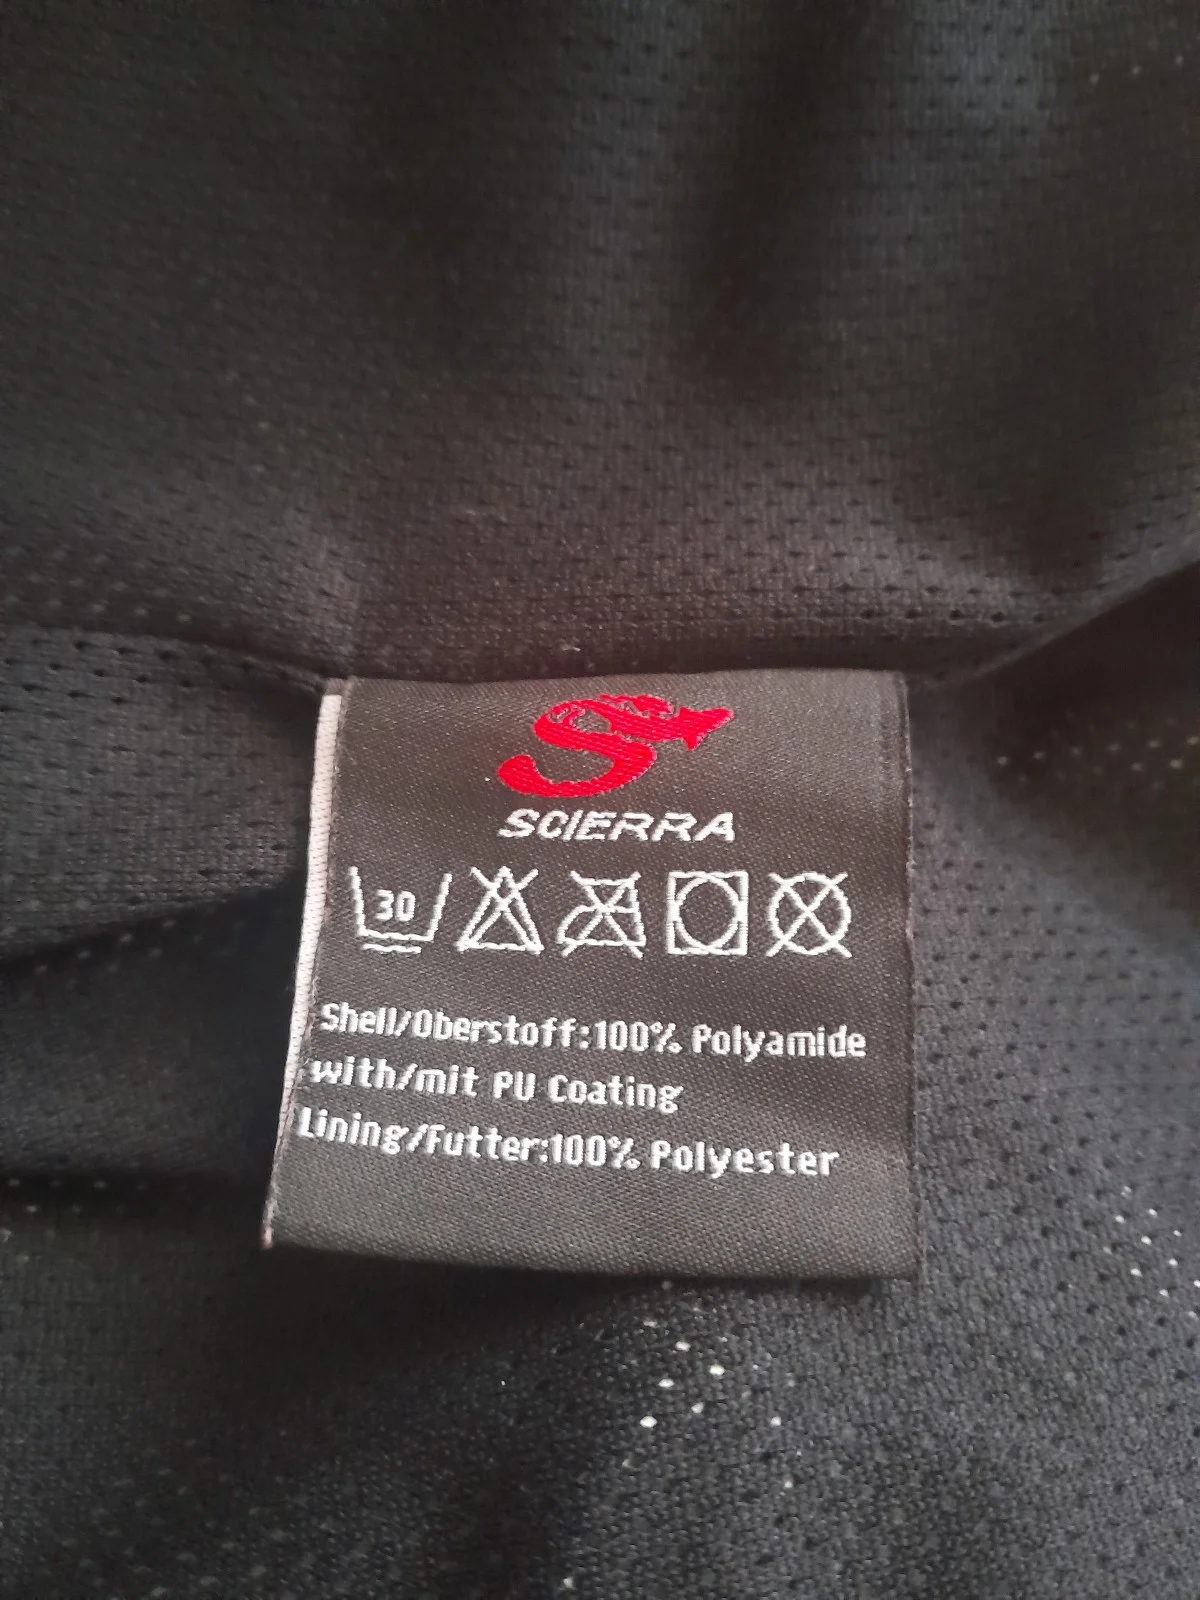 SCIERRA
30
Shell/Oberstoff:100% Polyamide
with/mit PU Coating
Lining/Futter:100% Polyester